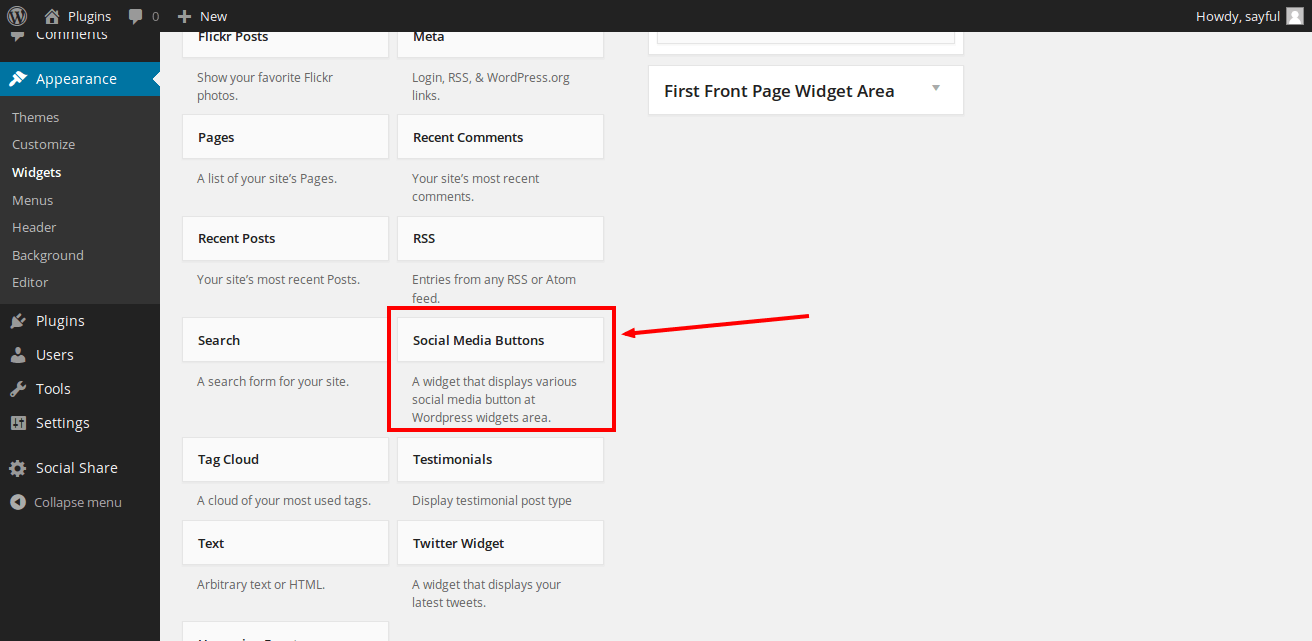 Plugins
0
New
Howdy, sayful
Comments
Appearance
Themes
Customize
Widgets
Menus
Header
Background
Editor
Plugins
Users
Tools
Settings
Social Share
Collapse menu
Flickr Posts
Show your favorite Flickr
photos.
Meta
Login, RSS, & WordPress.org
links.
Pages
A list of your site’s Pages.
Recent Comments
Your site’s most recent
comments.
Recent Posts
Your site’s most recent Posts.
RSS
Entries from any RSS or Atom
feed.
Search
A search form for your site.
Social Media Buttons
A widget that displays various
social media button at
Wordpress widgets area.
Tag Cloud
A cloud of your most used tags.
Testimonials
Display testimonial post type
Text
Arbitrary text or HTML.
Twitter Widget
A widget that displays your
latest tweets.
First Front Page Widget Area